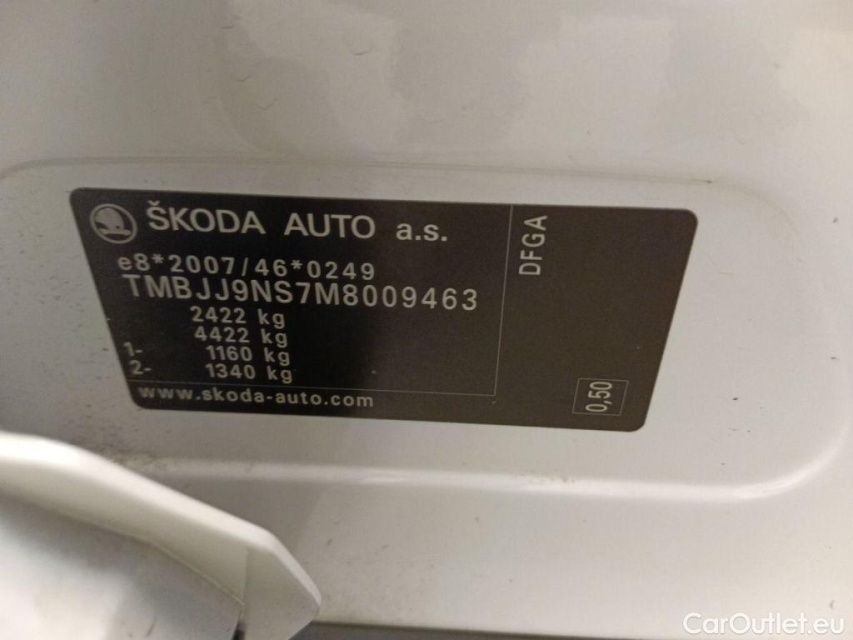 ŠKODA AUTO a.s.
e8*2007/46*0249
TMBJJ9NS7M8009463
2422 kg
4422 kg
1- 1160 kg
2- 1340 kg
www.skoda-auto.com
DFGA
0,50
CarOutlet.eu